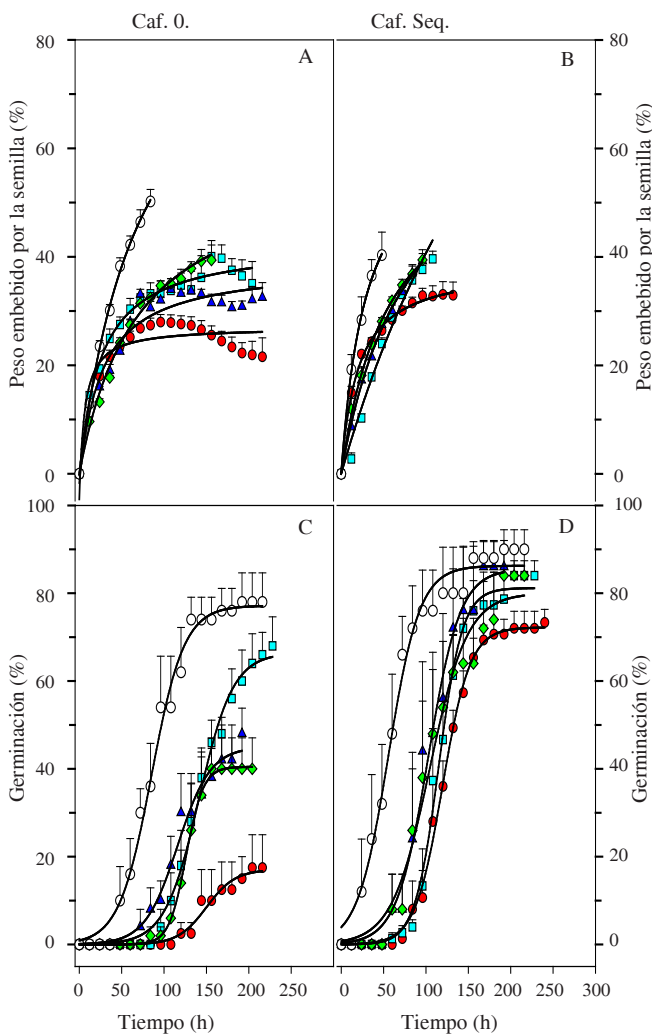 Caf. 0.
Caf. Seq.
80
A
B
80
60
60
40
40
20
20
0
0
Peso embebido por la semilla (%)
Peso embebido por la semilla (%)
100
C
D
100
80
80
60
60
40
40
20
20
0
0
Germinación (%)
Germinación (%)
0 50 100 150 200 250
0 50 100 150 200 250 300
Tiempo (h)
Tiempo (h)